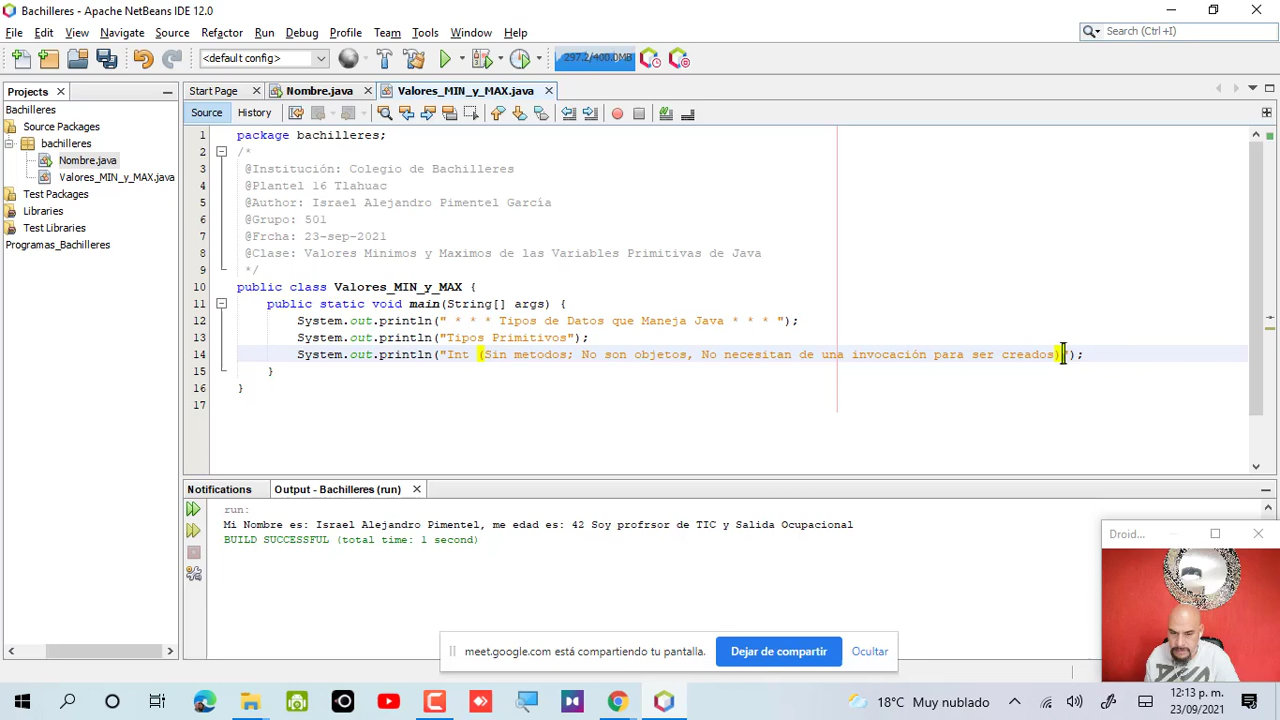 Bachilleres - Apache NetBeans IDE 12.0
File Edit View Navigate Source Refactor Run Debug Profile Team Tools Window Help
Search (Ctrl+I)
<default config>
297.2/400.0MB
Projects
Start Page
Nombre.java
Valores_MIN_y_MAX.java
Bachilleres
Source Packages
bachilleres
Nombre.java
Valores_MIN_y_MAX.java
Test Packages
Libraries
Test Libraries
Programas_Bachilleres
Source History
1 package bachilleres;
2 /*
3 @Institución: Colegio de Bachilleres
4 @Plantel 16 Tlahuac
5 @Author: Israel Alejandro Pimentel García
6 @Grupo: 501
7 @Frcha: 23-sep-2021
8 @Clase: Valores Minimos y Maximos de las Variables Primitivas de Java
9 */
10 public class Valores_MIN_y_MAX {
11 public static void main(String[] args) {
12 System.out.println(" * * * Tipos de Datos que Maneja Java * * * ");
13 System.out.println("Tipos Primitivos");
14 System.out.println("Int (Sin metodos; No son objetos, No necesitan de una invocación para ser creados)");
15 }
16 }
17
Notifications
Output - Bachilleres (run)
run:
Mi Nombre es: Israel Alejandro Pimentel, me edad es: 42 Soy profrsor de TIC y Salida Ocupacional
BUILD SUCCESSFUL (total time: 1 second)
Droid...
meet.google.com está compartiendo tu pantalla.
Dejar de compartir
Ocultar
18°C Muy nublado
12:13 p. m.
23/09/2021